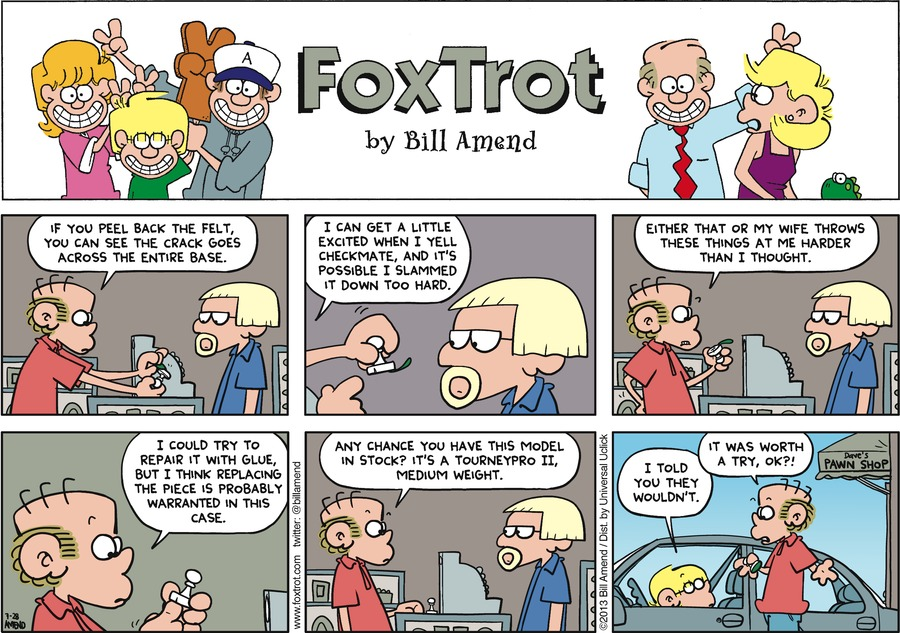 A
FoxTrot
by Bill Amend
IF YOU PEEL BACK THE FELT,
YOU CAN SEE THE CRACK GOES
ACROSS THE ENTIRE BASE.
I CAN GET A LITTLE
EXCITED WHEN I YELL
CHECKMATE, AND IT'S
POSSIBLE I SLAMMED
IT DOWN TOO HARD.
EITHER THAT OR MY WIFE THROWS
THESE THINGS AT ME HARDER
THAN I THOUGHT.
I COULD TRY TO
REPAIR IT WITH GLUE,
BUT I THINK REPLACING
THE PIECE IS PROBABLY
WARRANTED IN THIS
CASE.
7-28
AMEND
www.foxtrot.com twitter: @billamend
ANY CHANCE YOU HAVE THIS MODEL
IN STOCK? IT'S A TOURNEYPRO II,
MEDIUM WEIGHT.
©2013 Bill Amend / Dist. by Universal Uclick
I TOLD
YOU THEY
WOULDN'T.
IT WAS WORTH
A TRY, OK?!
Dave's
PAWN SHOP